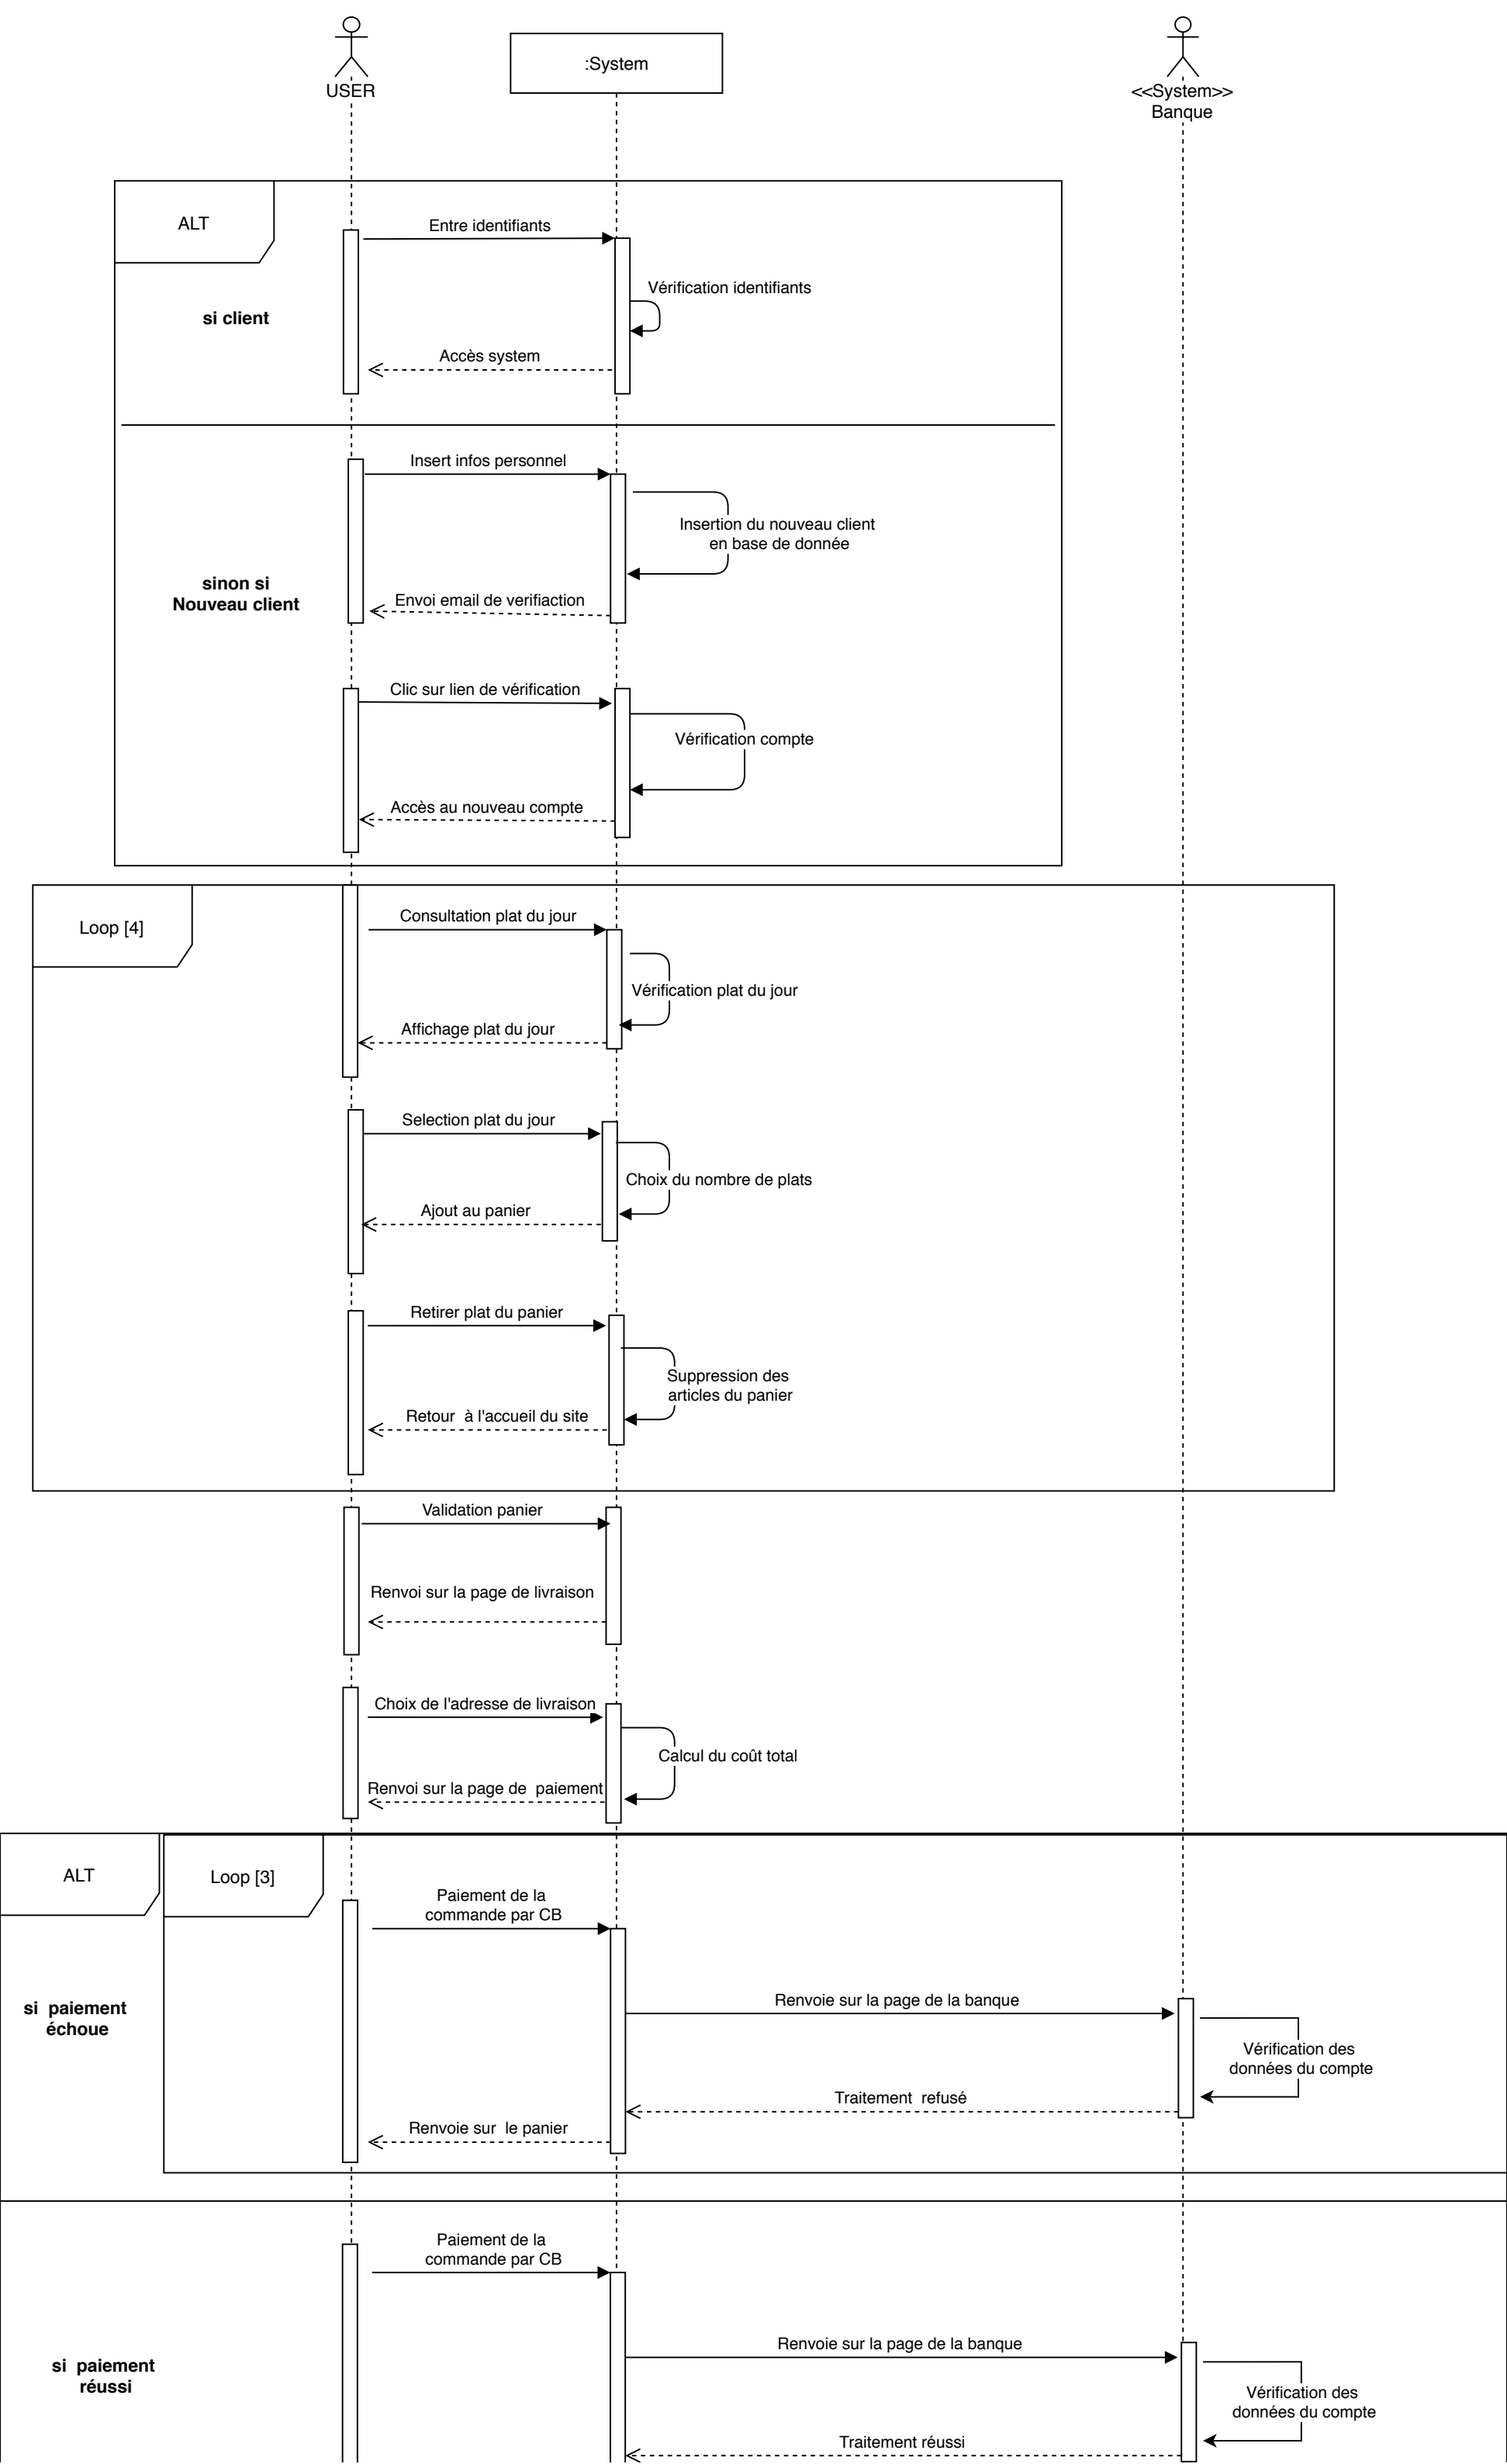 USER
:System
<<System>>
Banque
ALT
Entre identifiants
Vérification identifiants
si client
Accès system
Insert infos personnel
Insertion du nouveau client
en base de donnée
sinon si
Nouveau client
Envoi email de verifiaction
Clic sur lien de vérification
Vérification compte
Accès au nouveau compte
Loop [4]
Consultation plat du jour
Vérification plat du jour
Affichage plat du jour
Selection plat du jour
Choix du nombre de plats
Ajout au panier
Retirer plat du panier
Suppression des
articles du panier
Retour  à l'accueil du site
Validation panier
Renvoi sur la page de livraison
Choix de l'adresse de livraison
Calcul du coût total
Renvoi sur la page de  paiement
ALT
Loop [3]
Paiement de la
commande par CB
si  paiement
échoue
Renvoie sur la page de la banque
Vérification des
données du compte
Traitement  refusé
Renvoie sur  le panier
Paiement de la
commande par CB
Renvoie sur la page de la banque
si  paiement
réussi
Vérification des
données du compte
Traitement réussi